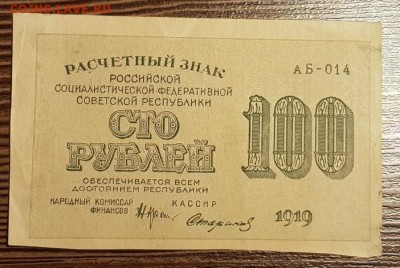 РАСЧЕТНЫЙ ЗНАК
РОССИЙСКОЙ
СОЦИАЛИСТИЧЕСКОЙ ФЕДЕРАТИВНОЙ
СОВЕТСКОЙ РЕСПУБЛИКИ
СТО
РУБЛЕЙ
ОБЕСПЕЧИВАЕТСЯ ВСЕМ
ДОСТОЯНИЕМ РЕСПУБЛИКИ
НАРОДНЫЙ КОМИССАР
ФИНАНСОВ
КАССИР
АБ-014
100
1919